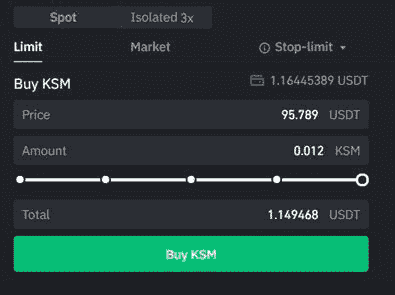 Spot Isolated 3x
Limit Market Stop-limit
Buy KSM 1.16445389 USDT
Price 95.789 USDT
Amount 0.012 KSM
Total 1.149468 USDT
Buy KSM